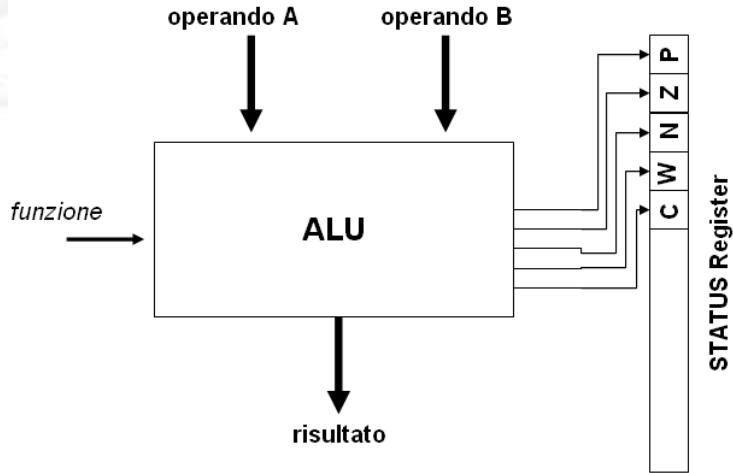 operando A
operando B
P
Z
N
W
C
funzione
ALU
STATUS Register
risultato